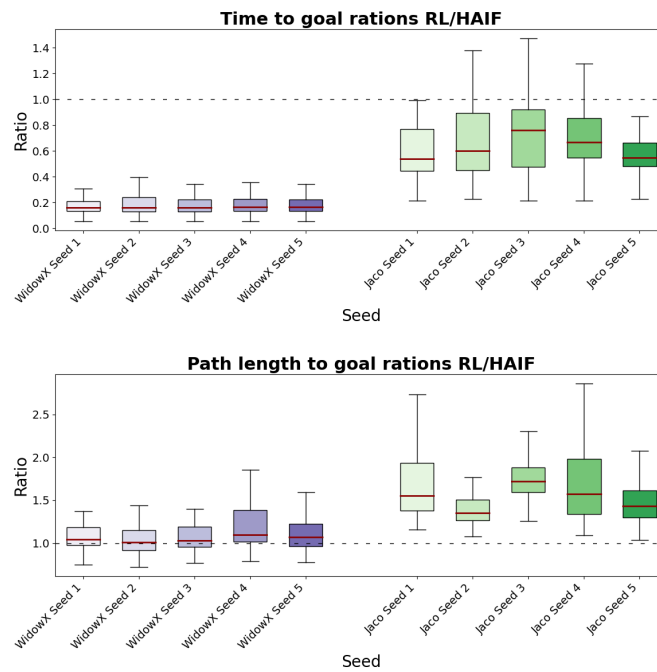 Time to goal rations RL/HAIF
Ratio
1.4
1.2
1.0
0.8
0.6
0.4
0.2
0.0
WidowX Seed 1
WidowX Seed 2
WidowX Seed 3
WidowX Seed 4
WidowX Seed 5
Jaco Seed 1
Jaco Seed 2
Jaco Seed 3
Jaco Seed 4
Jaco Seed 5
Seed
Path length to goal rations RL/HAIF
Ratio
2.5
2.0
1.5
1.0
WidowX Seed 1
WidowX Seed 2
WidowX Seed 3
WidowX Seed 4
WidowX Seed 5
Jaco Seed 1
Jaco Seed 2
Jaco Seed 3
Jaco Seed 4
Jaco Seed 5
Seed